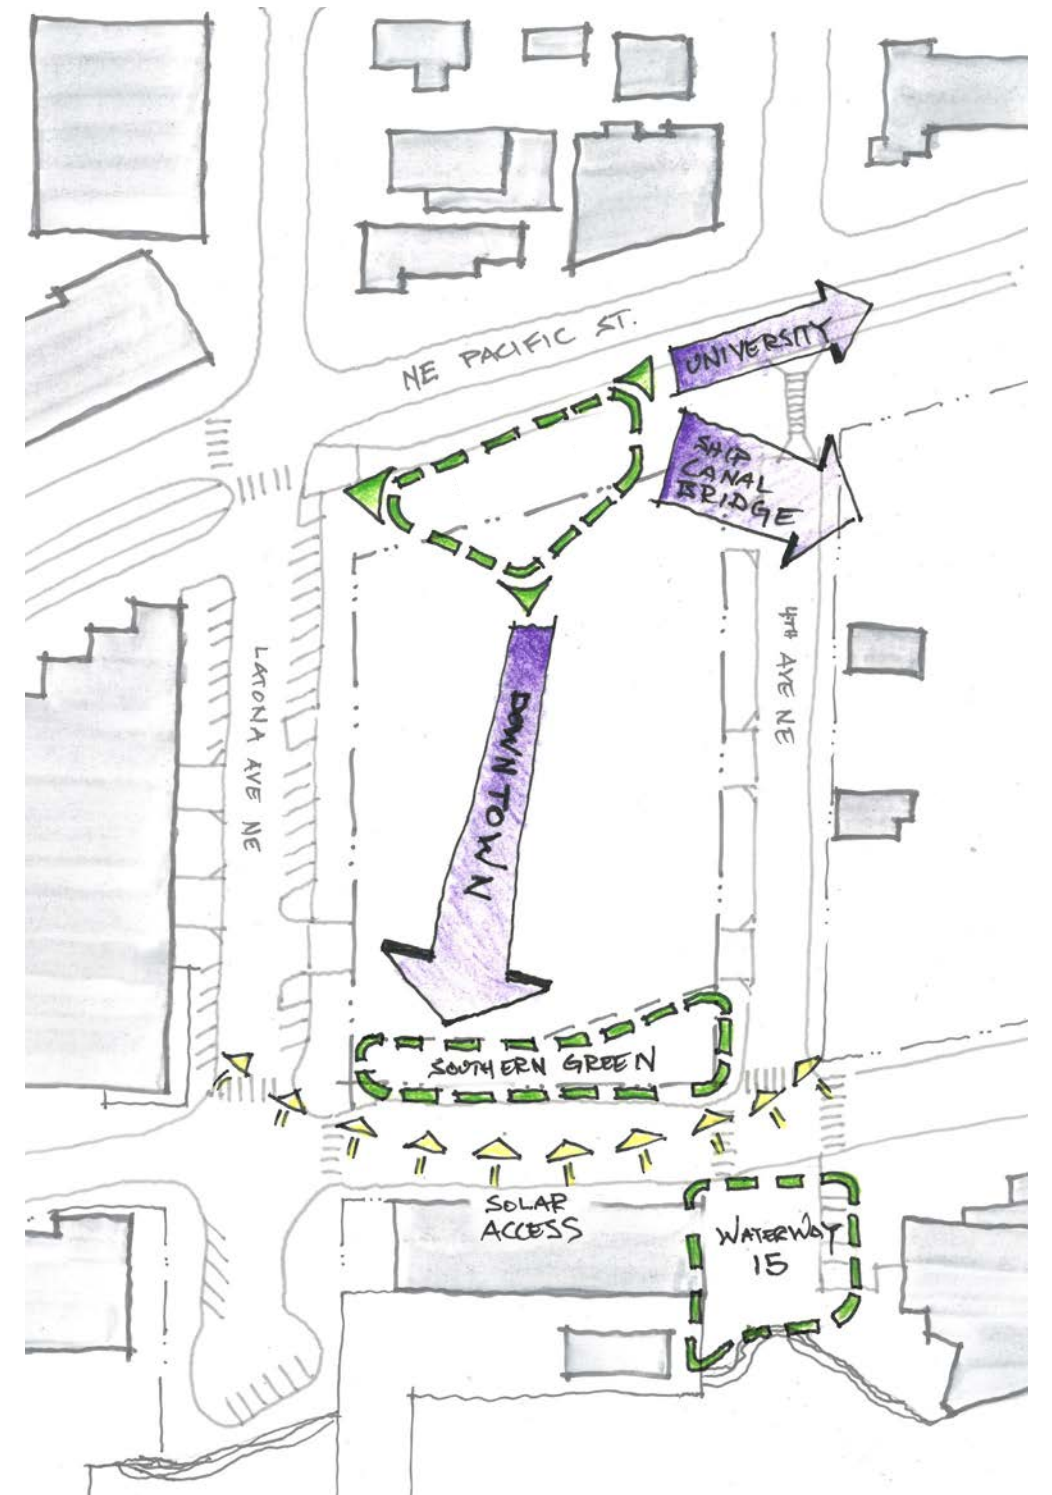 NE PACIFIC ST.
UNIVERSITY
SHIP
CANAL
BRIDGE
4TH AVE NE
LATONA AVE NE
DOWNTOWN
SOUTHERN GREEN
SOLAR
ACCESS
WATERWAY
15